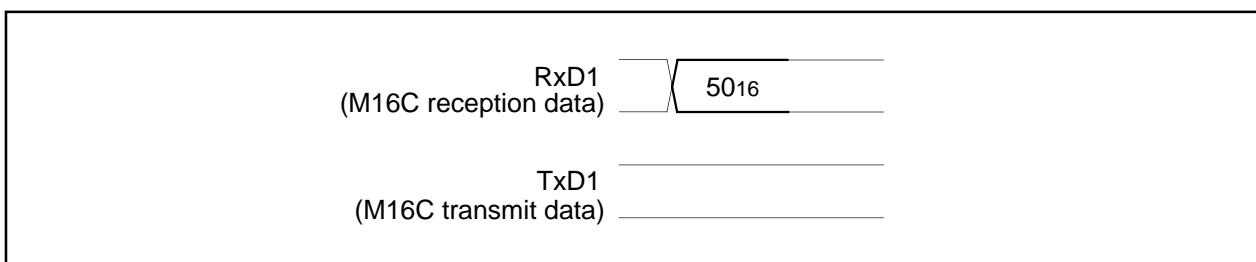 RxD1
(M16C reception data)
5016
TxD1
(M16C transmit data)